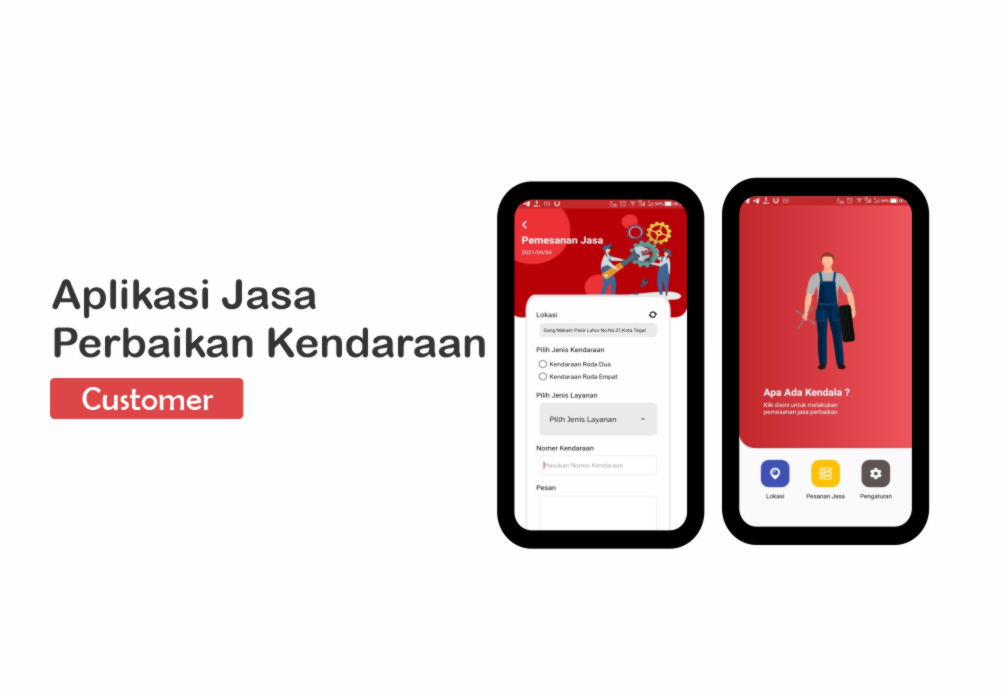 Aplikasi Jasa
Perbaikan Kendaraan
Customer
Pemesanan Jasa
2021/04/04
Lokasi
Gang Makam Pasir Luhur No.No 21,Kota Tegal
Pilih Jenis Kendaraan
Kendaraan Roda Dua
Kendaraan Roda Empat
Pilih Jenis Layanan
Pilih Jenis Layanan
Nomer Kendaraan
Masukan Nomor Kendaraan
Pesan
Apa Ada Kendala ?
Klik disini untuk melakukan
pemesanan jasa perbaikan
Lokasi
Pesanan Jasa
Pengaturan